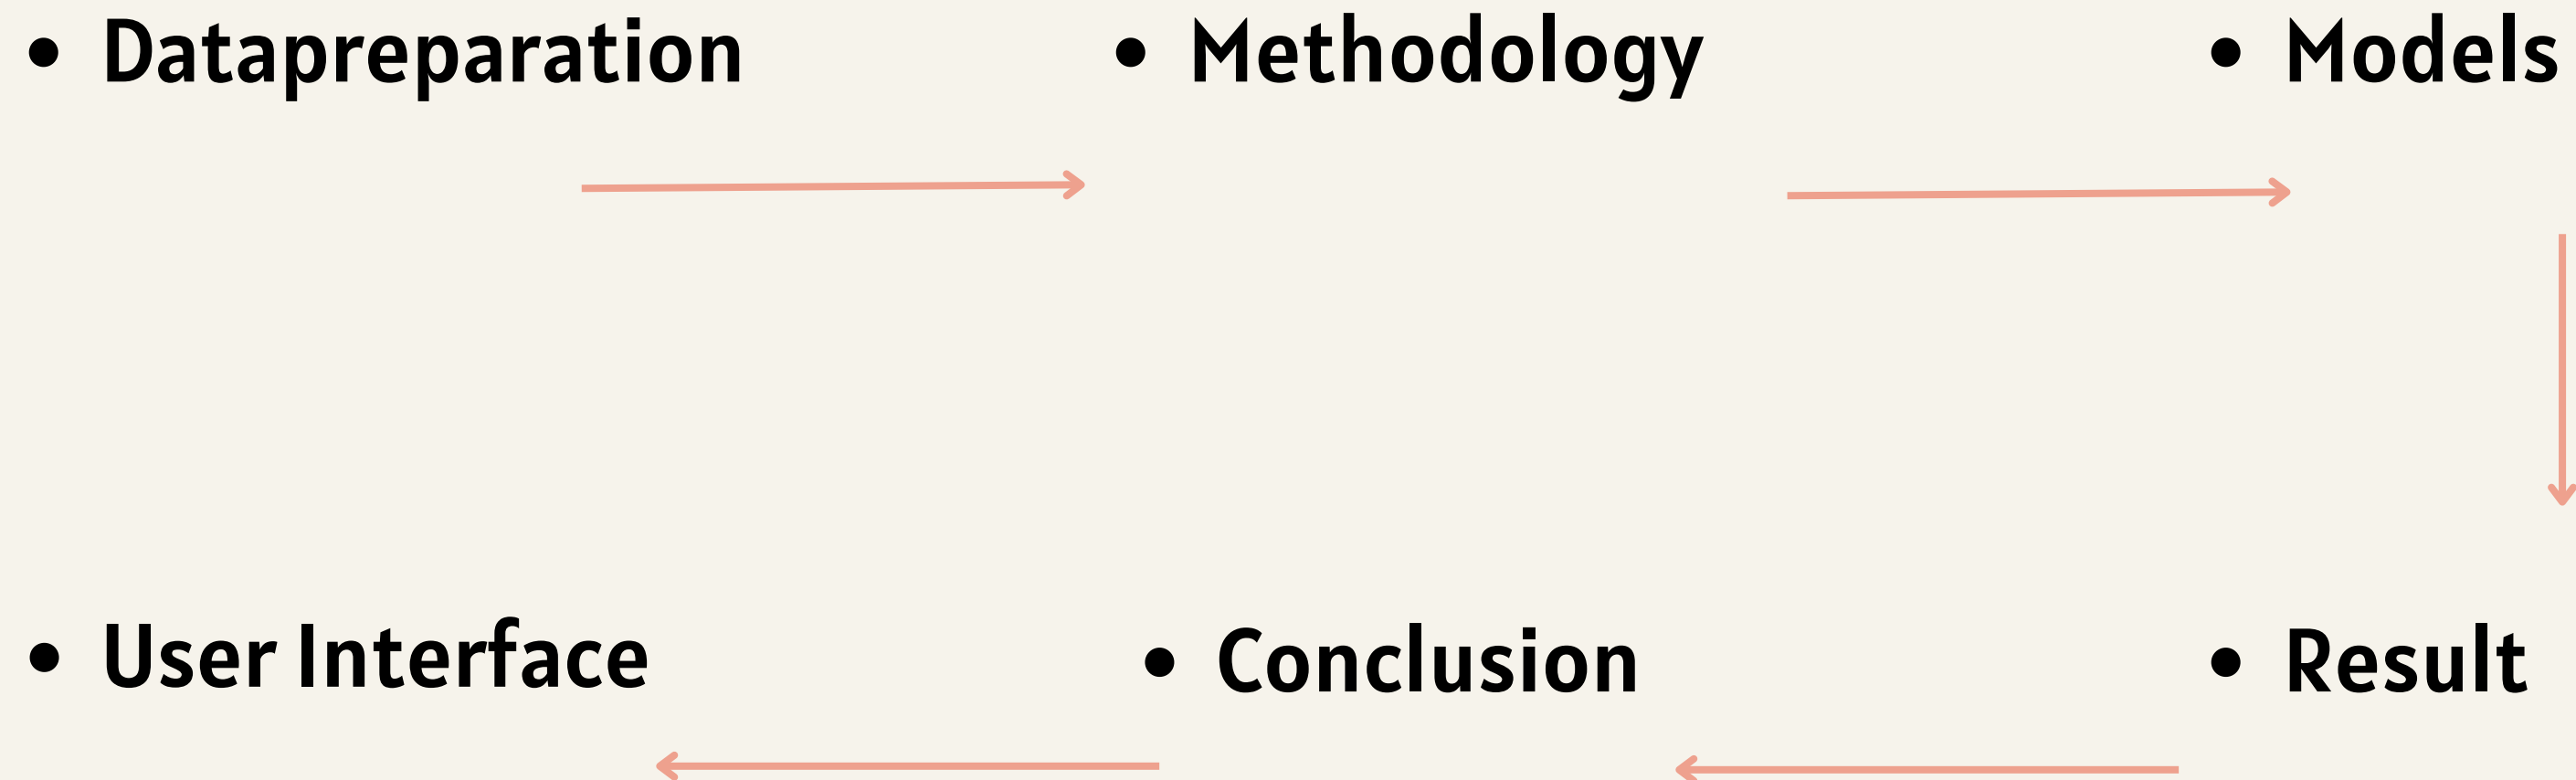 • Datapreparation
• Methodology
• Models
• User Interface
• Conclusion
• Result